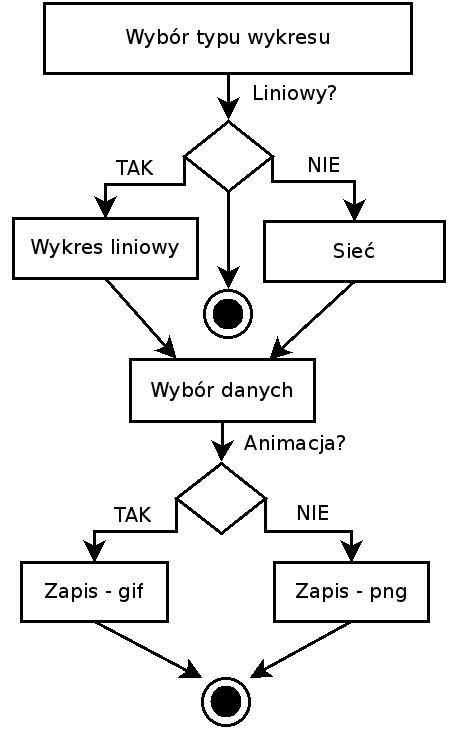 Wybór typu wykresu
Liniowy?
TAK
NIE
Wykres liniowy
Sieć
Wybór danych
Animacja?
TAK
NIE
Zapis - gif
Zapis - png